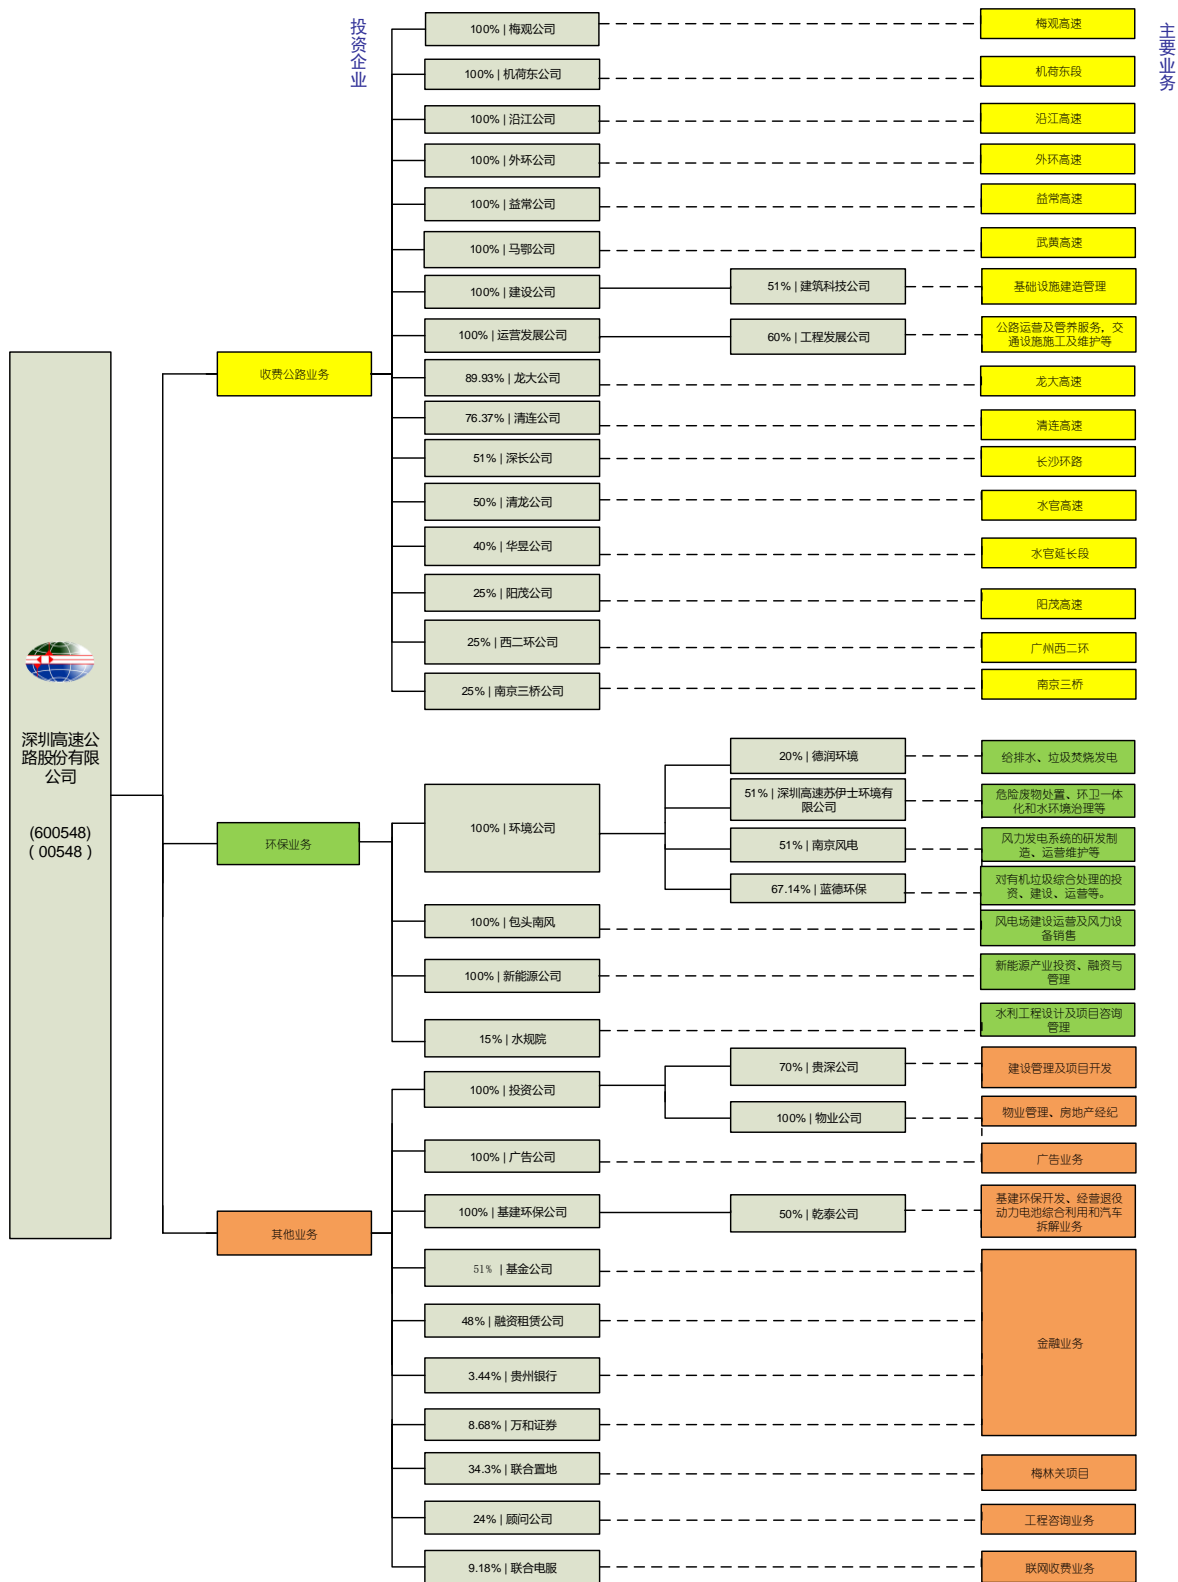 投资企业
主要业务
100% | 梅观公司
梅观高速
100% | 机荷东公司
机荷东段
100% | 沿江公司
沿江高速
100% | 外环公司
外环高速
100% | 益常公司
益常高速
100% | 马鄂公司
武黄高速
100% | 建设公司
51% | 建筑科技公司
基础设施建造管理
100% | 运营发展公司
60% | 工程发展公司
公路运营及管养服务，交
通设施施工及维护等
收费公路业务
89.93% | 龙大公司
龙大高速
76.37% | 清连公司
清连高速
51% | 深长公司
长沙环路
50% | 清龙公司
水官高速
40% | 华昱公司
水官延长段
25% | 阳茂公司
阳茂高速
25% | 西二环公司
广州西二环
25% | 南京三桥公司
南京三桥
深圳高速公
路股份有限
公司
(600548)
( 00548 )
环保业务
100% | 环境公司
20% | 德润环境
给排水、垃圾焚烧发电
51% | 深圳高速苏伊士环境有
限公司
危险废物处置、环卫一体
化和水环境治理等
51% | 南京风电
风力发电系统的研发制
造、运营维护等
67.14% | 蓝德环保
对有机垃圾综合处理的投
资、建设、运营等。
100% | 包头南风
风电场建设运营及风力设
备销售
100% | 新能源公司
新能源产业投资、融资与
管理
15% | 水规院
水利工程设计及项目咨询
管理
其他业务
100% | 投资公司
70% | 贵深公司
建设管理及项目开发
100% | 物业公司
物业管理、房地产经纪
100% | 广告公司
广告业务
100% | 基建环保公司
50% | 乾泰公司
基建环保开发、经营退役
动力电池综合利用和汽车
拆解业务
51% | 基金公司
48% | 融资租赁公司
金融业务
3.44% | 贵州银行
8.68% | 万和证券
34.3% | 联合置地
梅林关项目
24% | 顾问公司
工程咨询业务
9.18% | 联合电服
联网收费业务